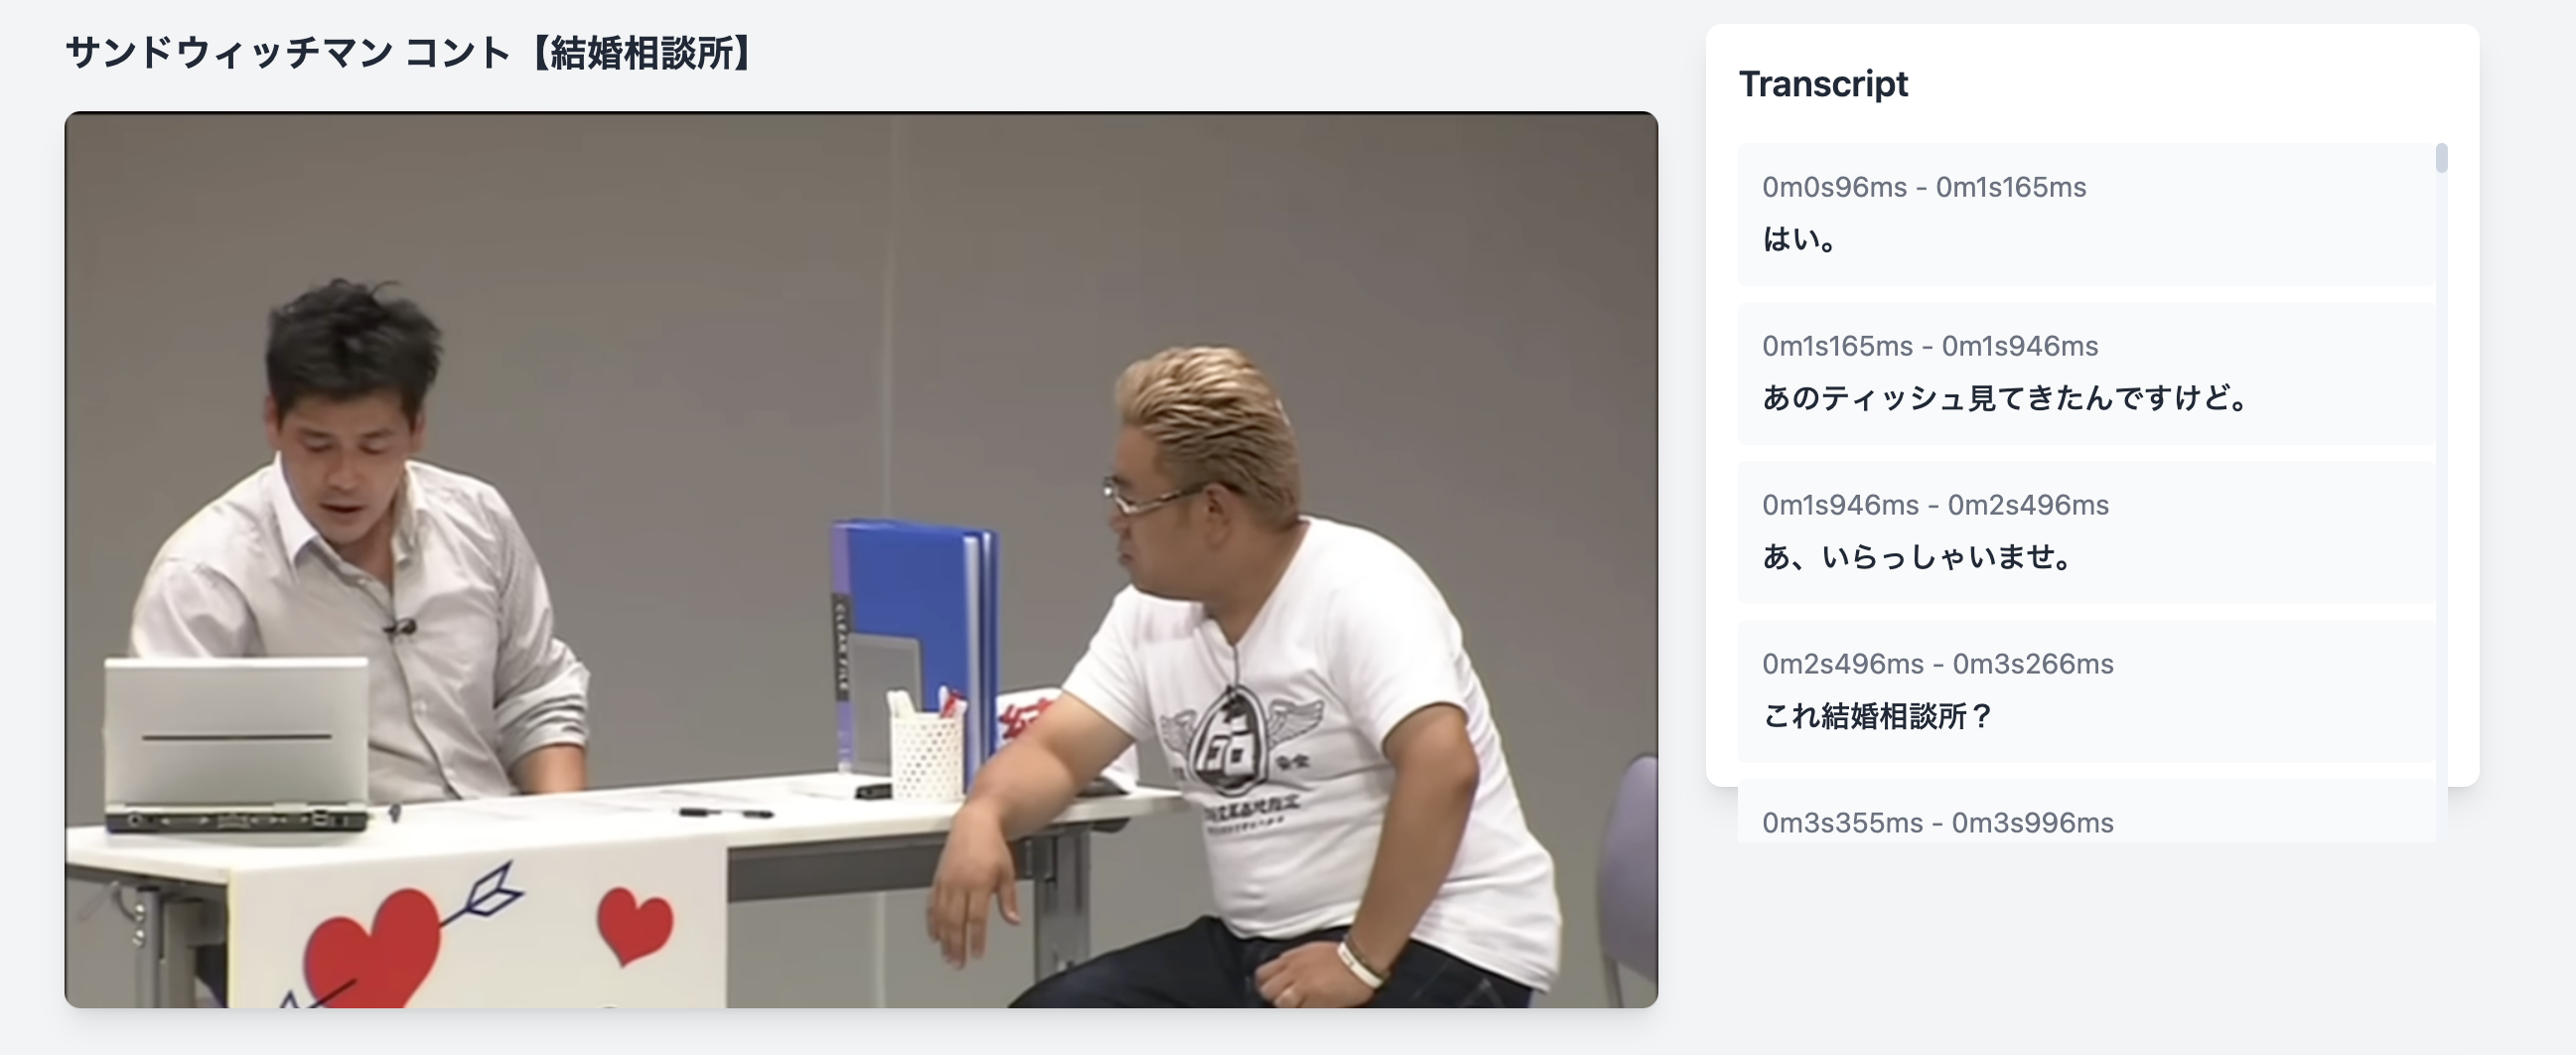 サンドウィッチマン コント【結婚相談所】
Transcript
0m0s96ms - 0m1s165ms
はい。
0m1s165ms - 0m1s946ms
あのティッシュ見てきたんですけど。
0m1s946ms - 0m2s496ms
あ、いらっしゃいませ。
0m2s496ms - 0m3s266ms
これ結婚相談所？
0m3s355ms - 0m3s996ms